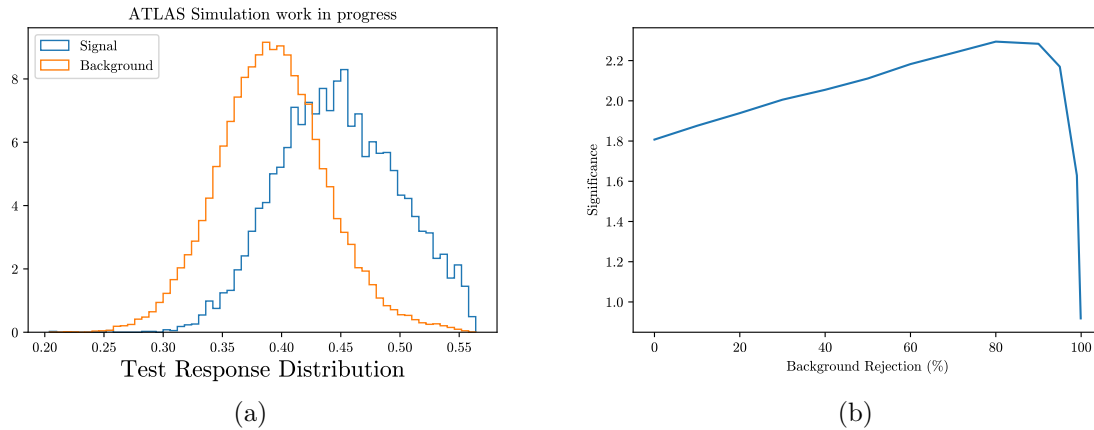 ATLAS Simulation work in progress
Signal
Background
8
6
4
2
0
0.20 0.25 0.30 0.35 0.40 0.45 0.50 0.55
Test Response Distribution
(a)
2.2
2.0
1.8
1.6
1.4
1.2
1.0
Significance
0 20 40 60 80 100
Background Rejection (%)
(b)